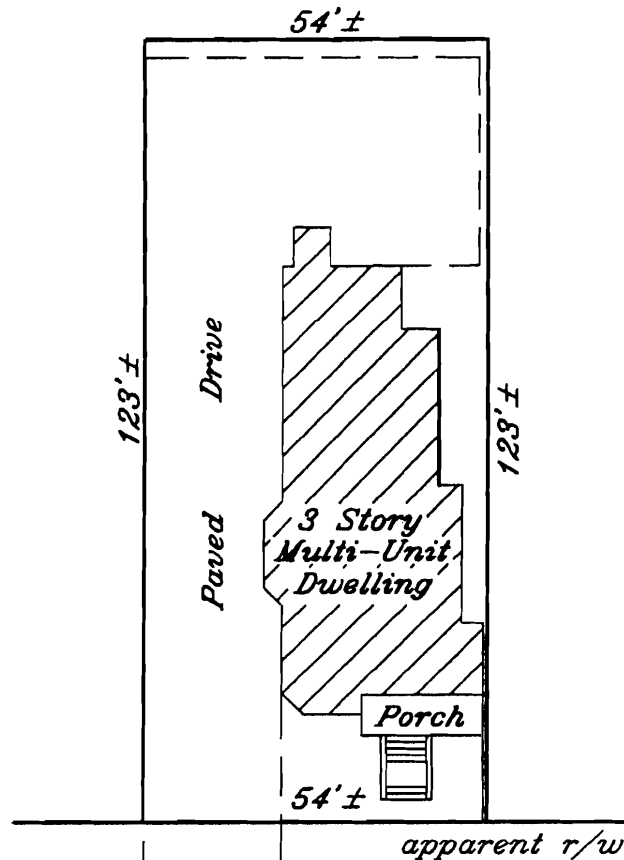 54'±
123'±
Paved Drive
123'±
3 Story
Multi-Unit
Dwelling
Porch
54'±
apparent r/w